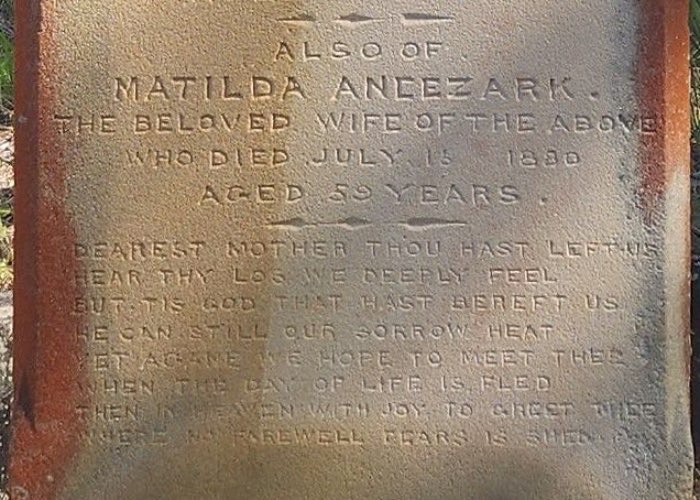 ALSO OF.
MATILDA ANEEZARK.
THE BELOVED WIFE OF THE ABOVE
WHO DIED JULY. 15 1880
AGED 59 YEARS.
DEAREST MOTHER THOU HAST LEFT US
HEAR THY LOS WE DEEPLY FEEL
BUT. TIS GOD THAT HAST BEREFT US
HE CAN STILL OUR SORROW HEAT
YET AGANE WE HOPE TO MEET THEE
WHEN THE DAY OF LIFE IS FLED
THEN IN HEAVEN WITH JOY. TO GREET THEE
WHERE NO FAREWELL TEARS IS SHED